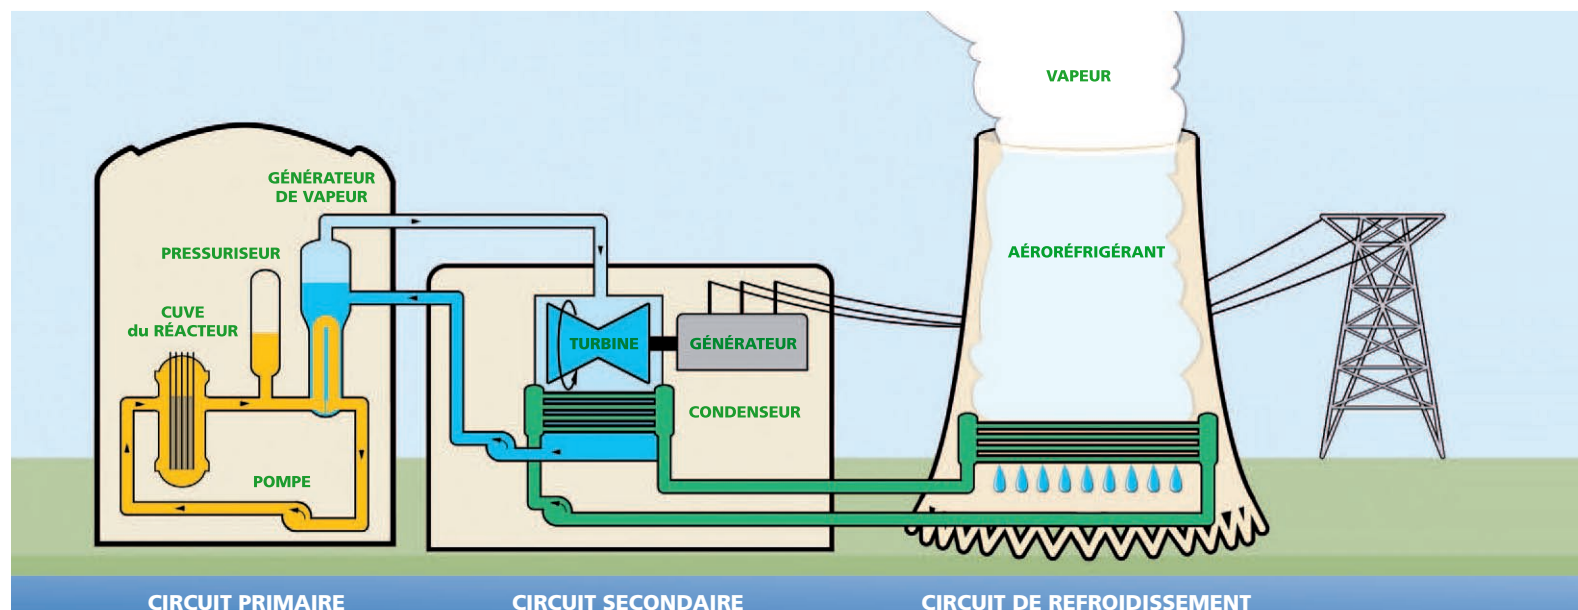 VAPEUR
GÉNÉRATEUR
DE VAPEUR
PRESSURISEUR
AÉRORÉFRIGÉRANT
CUVE
du RÉACTEUR
TURBINE
GÉNÉRATEUR
CONDENSEUR
POMPE
CIRCUIT PRIMAIRE
CIRCUIT SECONDAIRE
CIRCUIT DE REFROIDISSEMENT